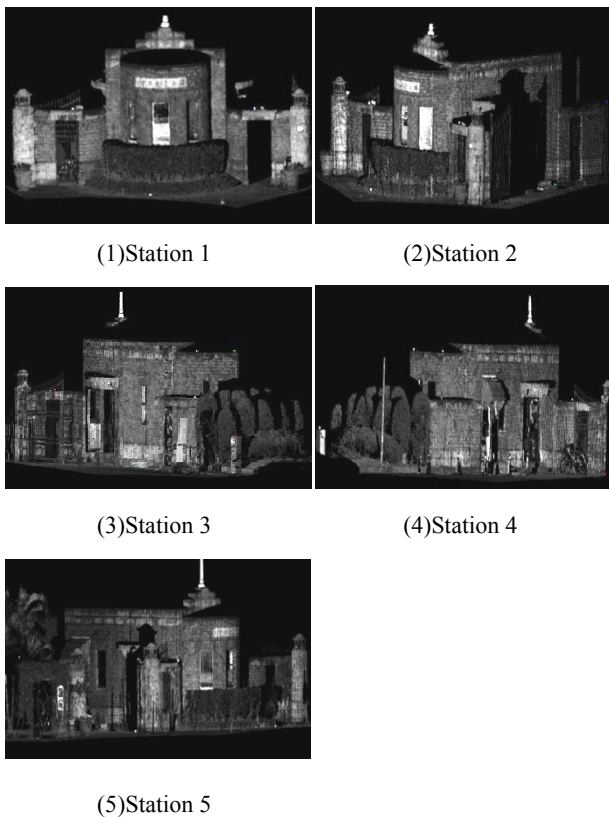 (1)Station 1
(2)Station 2
(3)Station 3
(4)Station 4
(5)Station 5